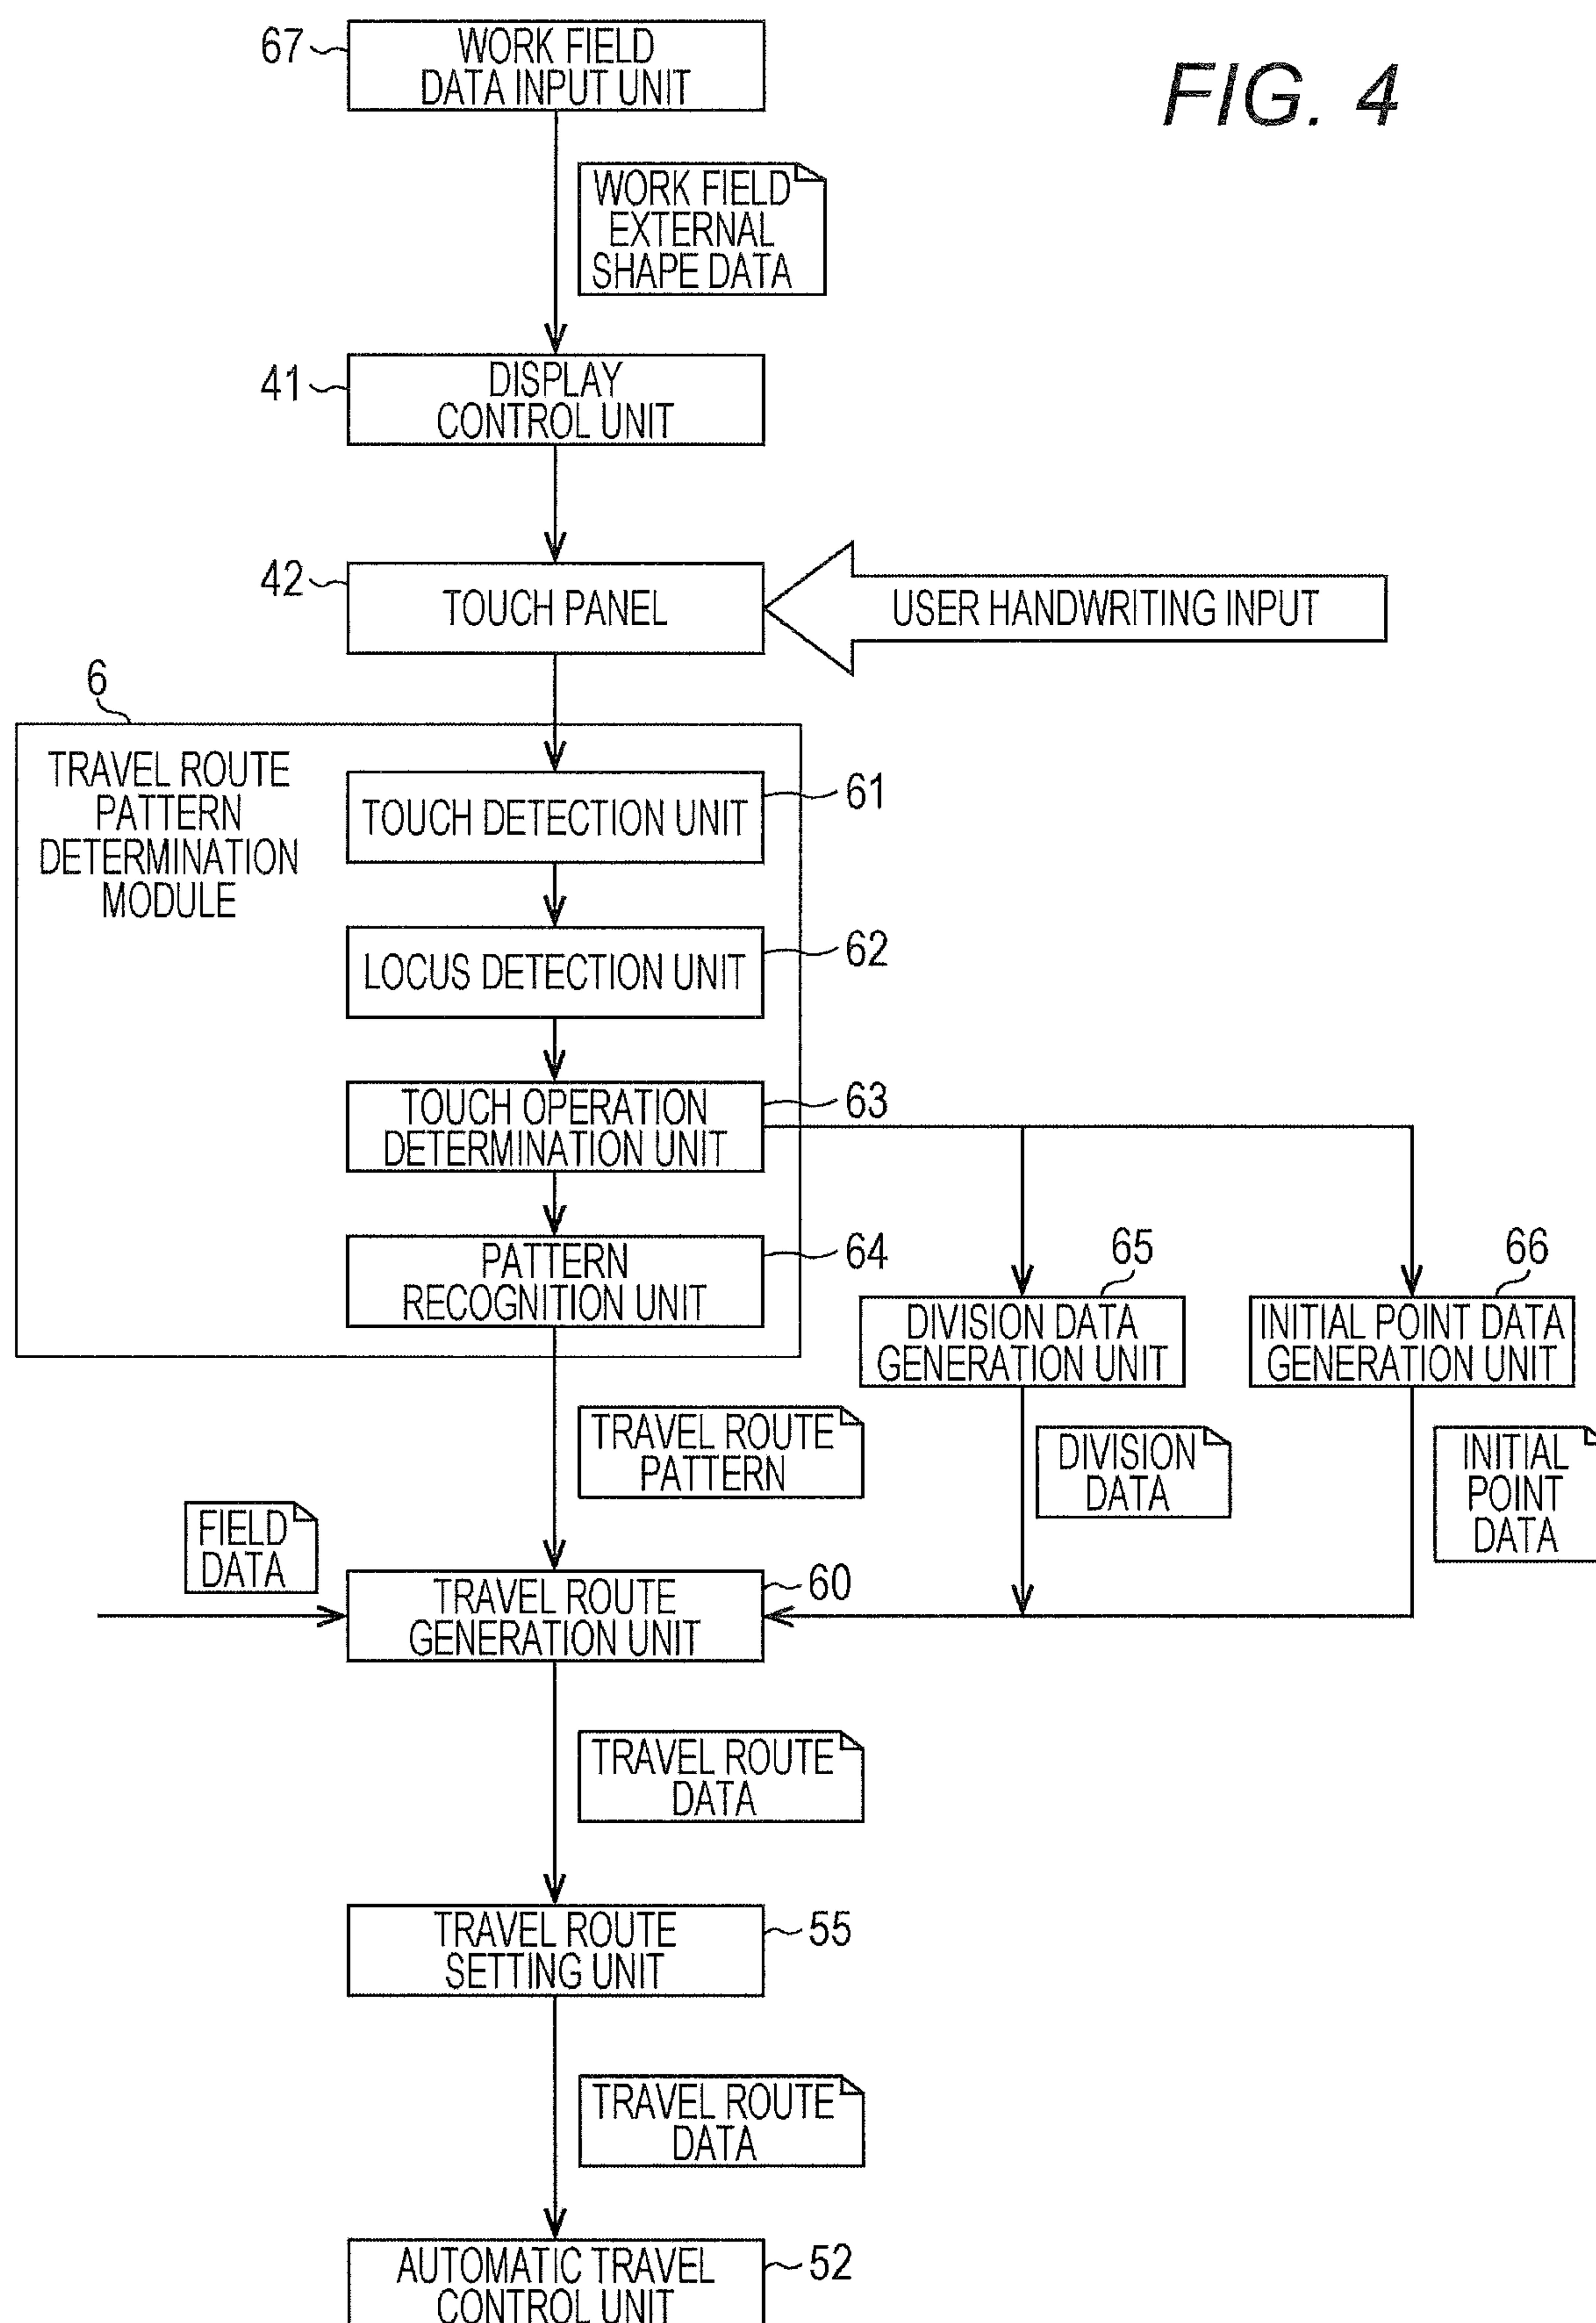 FIG. 4
67
WORK FIELD
DATA INPUT UNIT
WORK FIELD
EXTERNAL
SHAPE DATA
41
DISPLAY
CONTROL UNIT
42
TOUCH PANEL
USER HANDWRITING INPUT
6
TRAVEL ROUTE
PATTERN
DETERMINATION
MODULE
TOUCH DETECTION UNIT
61
LOCUS DETECTION UNIT
62
TOUCH OPERATION
DETERMINATION UNIT
63
PATTERN
RECOGNITION UNIT
64
65
DIVISION DATA
GENERATION UNIT
66
INITIAL POINT DATA
GENERATION UNIT
TRAVEL ROUTE
PATTERN
DIVISION
DATA
INITIAL
POINT
DATA
FIELD
DATA
TRAVEL ROUTE
GENERATION UNIT
60
TRAVEL ROUTE
DATA
TRAVEL ROUTE
SETTING UNIT
55
TRAVEL ROUTE
DATA
AUTOMATIC TRAVEL
CONTROL UNIT
52